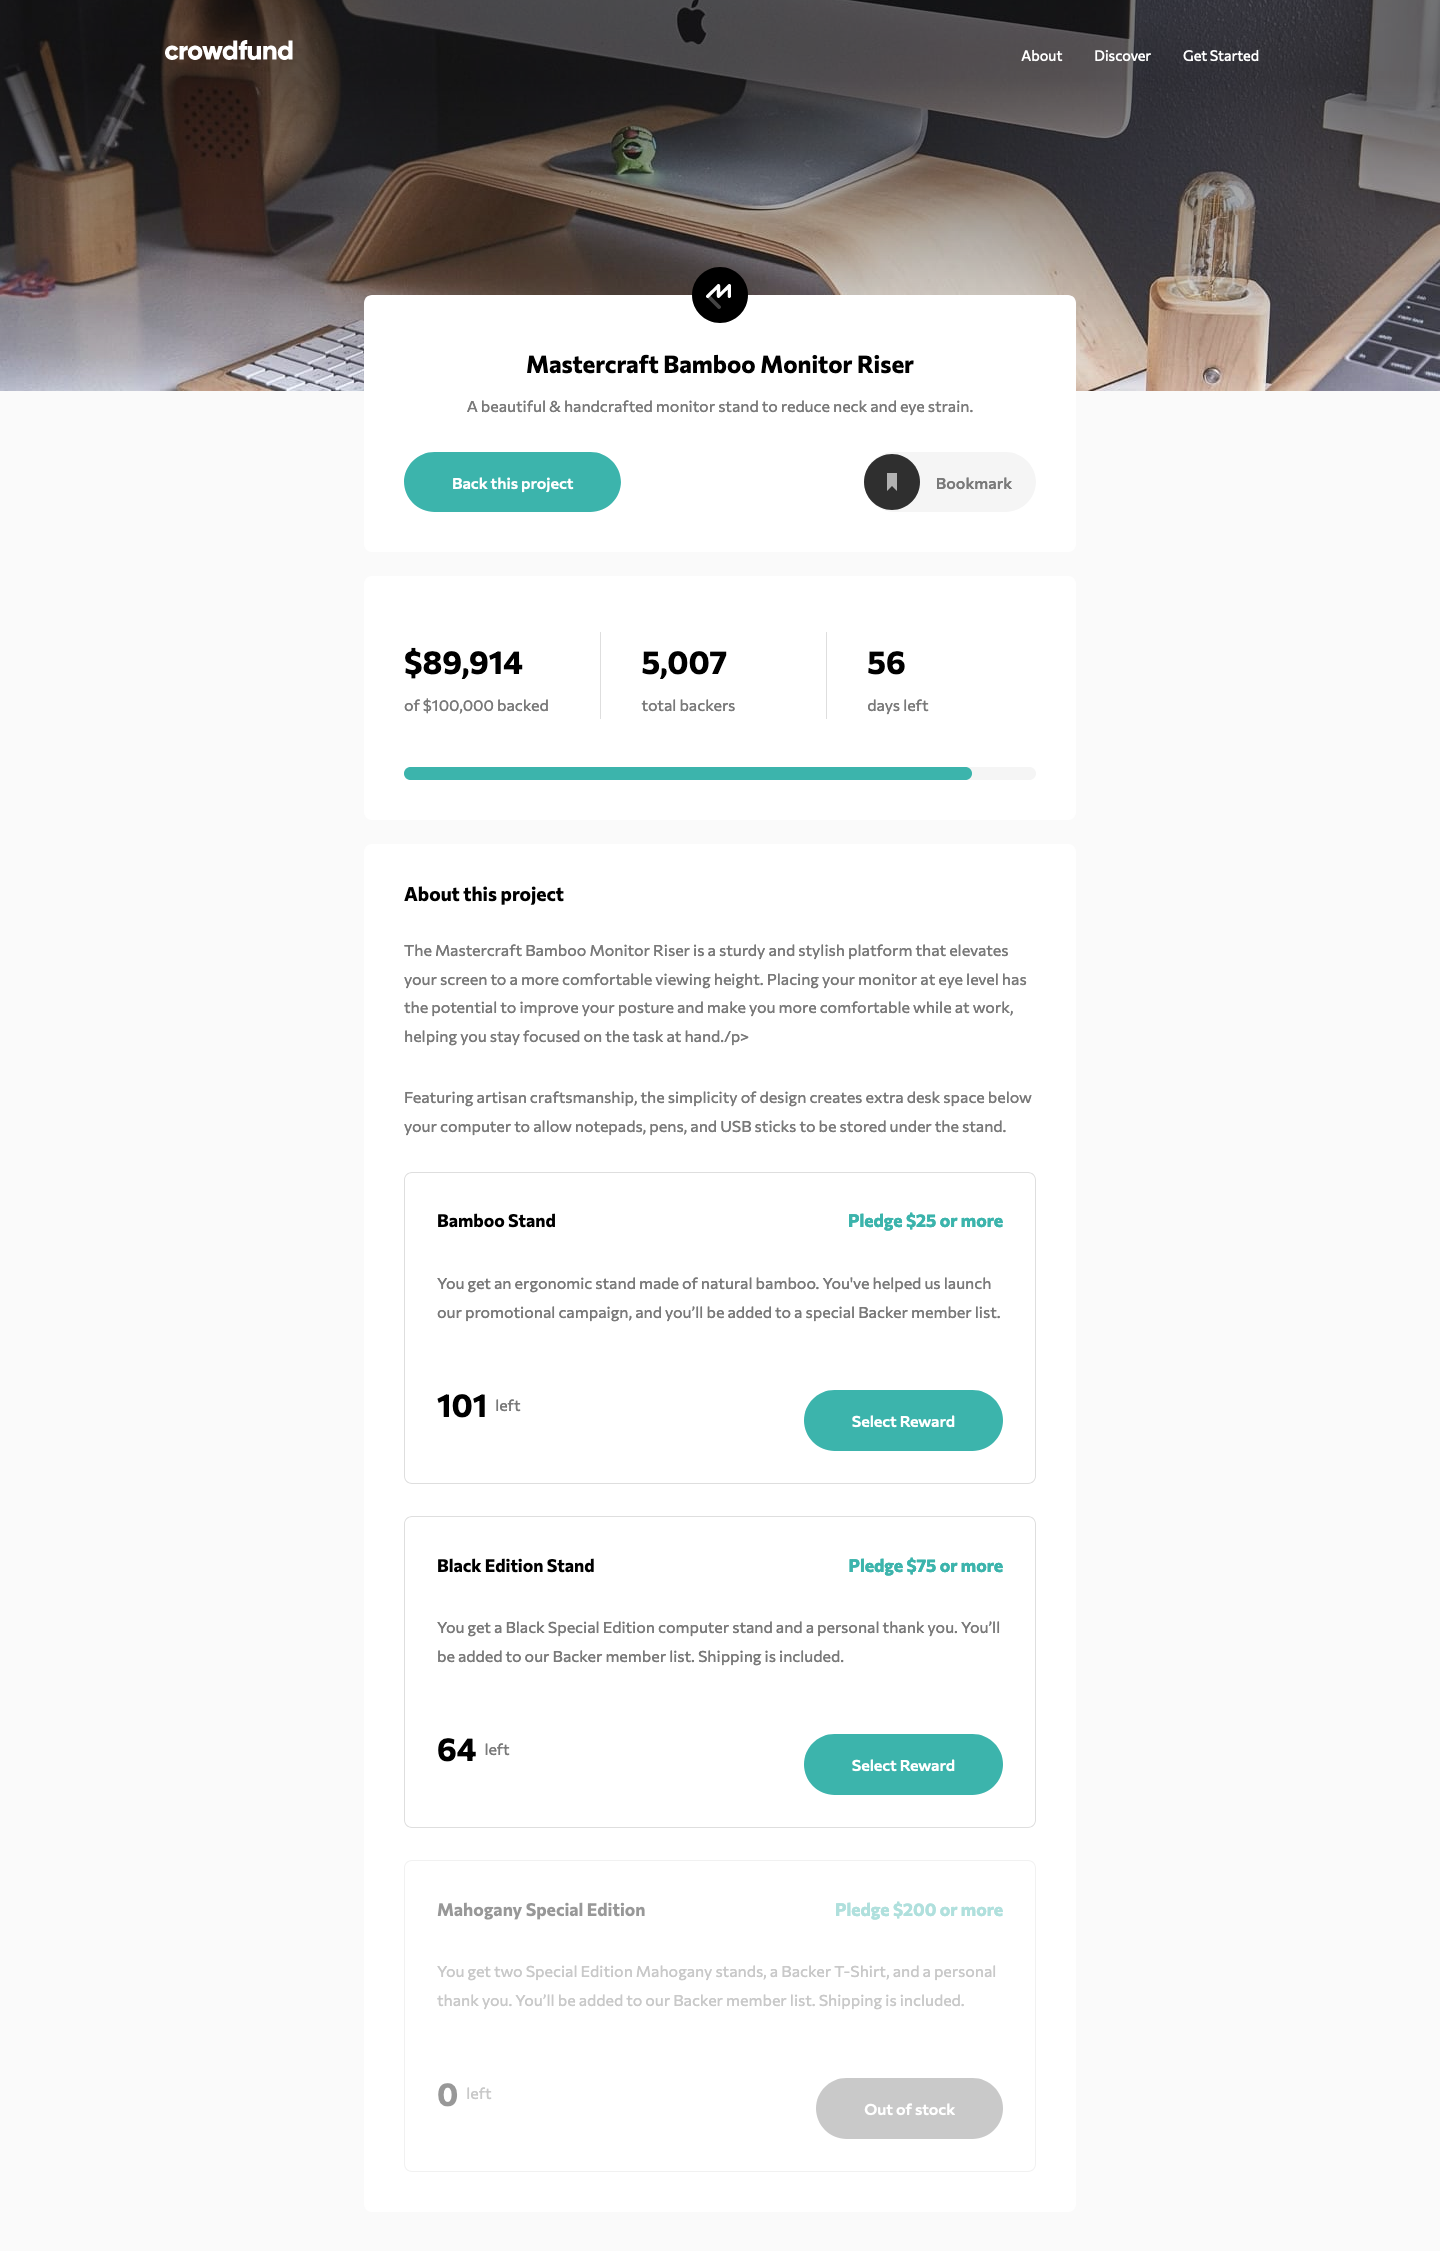 crowdfund
About Discover Get Started
Mastercraft Bamboo Monitor Riser
A beautiful & handcrafted monitor stand to reduce neck and eye strain.
Back this project
Bookmark
$89,914
of $100,000 backed
5,007
total backers
56
days left
About this project
The Mastercraft Bamboo Monitor Riser is a sturdy and stylish platform that elevates
your screen to a more comfortable viewing height. Placing your monitor at eye level has
the potential to improve your posture and make you more comfortable while at work,
helping you stay focused on the task at hand./p>
Featuring artisan craftsmanship, the simplicity of design creates extra desk space below
your computer to allow notepads, pens, and USB sticks to be stored under the stand.
Bamboo Stand
Pledge $25 or more
You get an ergonomic stand made of natural bamboo. You've helped us launch
our promotional campaign, and you’ll be added to a special Backer member list.
101 left
Select Reward
Black Edition Stand
Pledge $75 or more
You get a Black Special Edition computer stand and a personal thank you. You’ll
be added to our Backer member list. Shipping is included.
64 left
Select Reward
Mahogany Special Edition
Pledge $200 or more
You get two Special Edition Mahogany stands, a Backer T-Shirt, and a personal
thank you. You’ll be added to our Backer member list. Shipping is included.
0 left
Out of stock